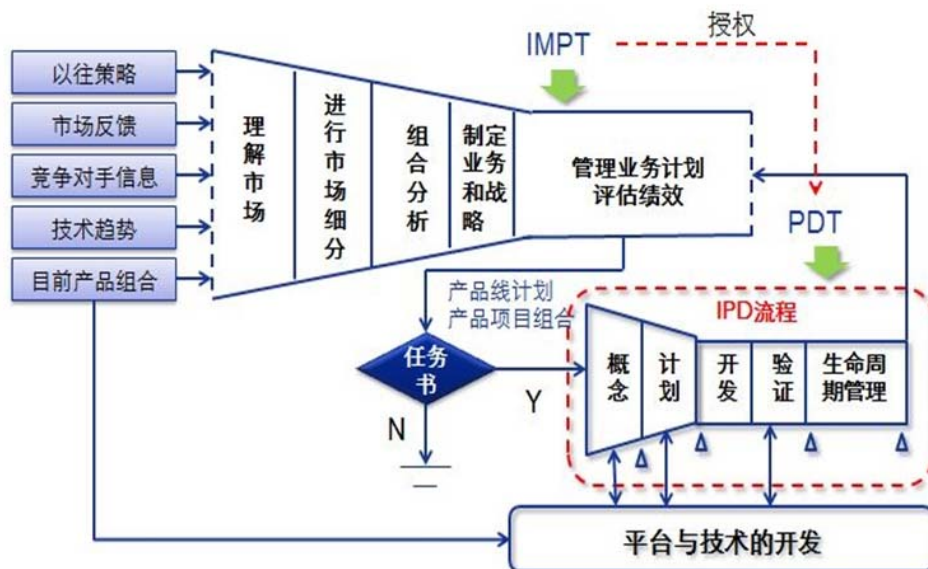 IMPT
授权
以往策略
市场反馈
竞争对手信息
技术趋势
目前产品组合
理解市场
进行市场细分
组合分析
制定
业务
和战
略
管理业务计划
评估绩效
PDT
产品线计划
产品项目组合
IPD流程
任务
书
Y
N
概念
计划
开发
验证
生命周
期管理
平台与技术的开发